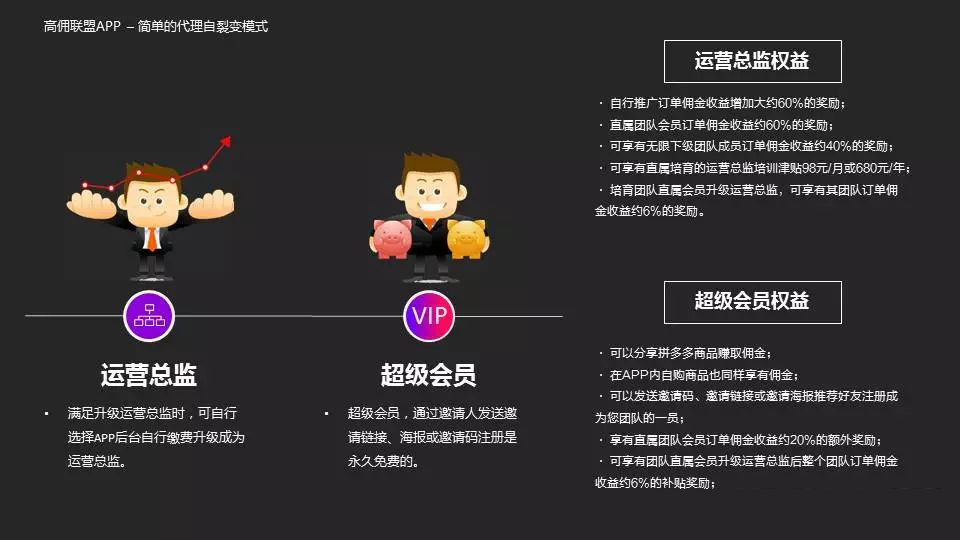 高佣联盟APP – 简单的代理自裂变模式
运营总监权益
· 自行推广订单佣金收益增加大约60%的奖励；
· 直属团队会员订单佣金收益约60%的奖励；
· 可享有无限下级团队成员订单佣金收益约40%的奖励；
· 可享有直属培育的运营总监培训津贴98元/月或680元/年；
· 培育团队直属会员升级运营总监，可享有其团队订单佣
金收益约6%的奖励。
VIP
运营总监
▪ 满足升级运营总监时，可自行
选择APP后台自行缴费升级成为
运营总监。
超级会员
▪ 超级会员，通过邀请人发送邀
请链接、海报或邀请码注册是
永久免费的。
超级会员权益
· 可以分享拼多多商品赚取佣金；
· 在APP内自购商品也同样享有佣金；
· 可以发送邀请码、邀请链接或邀请海报推荐好友注册成
为您团队的一员；
· 享有直属团队会员订单佣金收益约20%的额外奖励；
· 可享有团队直属会员升级运营总监后整个团队订单佣金
收益约6%的补贴奖励；